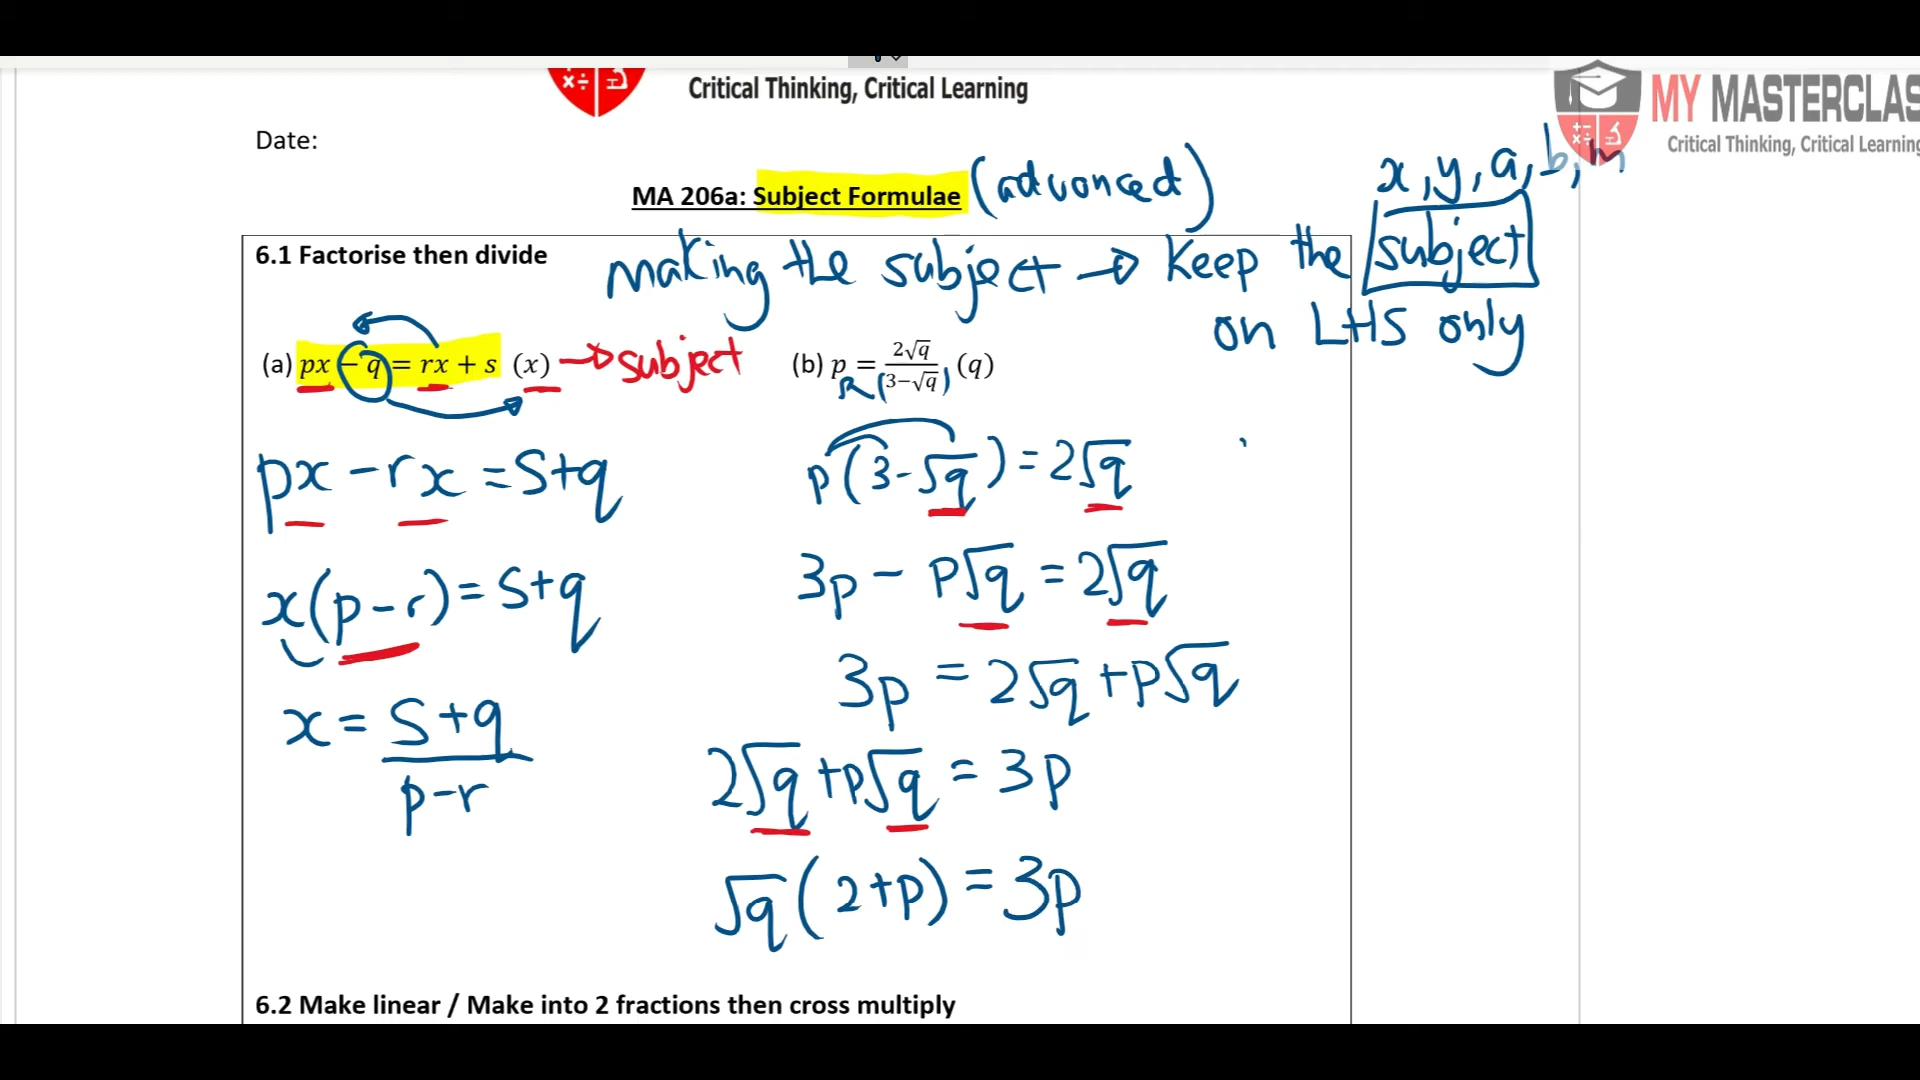 Critical Thinking, Critical Learning
MY MASTERCLAS
Critical Thinking, Critical Learning
Date:
x, y, a, b, m
MA 206a: Subject Formulae (advanced)
6.1 Factorise then divide
making the subject → Keep the subject
on LHS only
(a) px − q = rx + s (x) → subject
px − rx = s+q
x(p−r) = s+q
x = \frac{s+q}{p−r}
(b) p = \frac{2√q}{3−√q} (q)
p(3−√q) = 2√q
3p − p√q = 2√q
3p = 2√q + p√q
2√q + p√q = 3p
√q(2+p) = 3p
6.2 Make linear / Make into 2 fractions then cross multiply